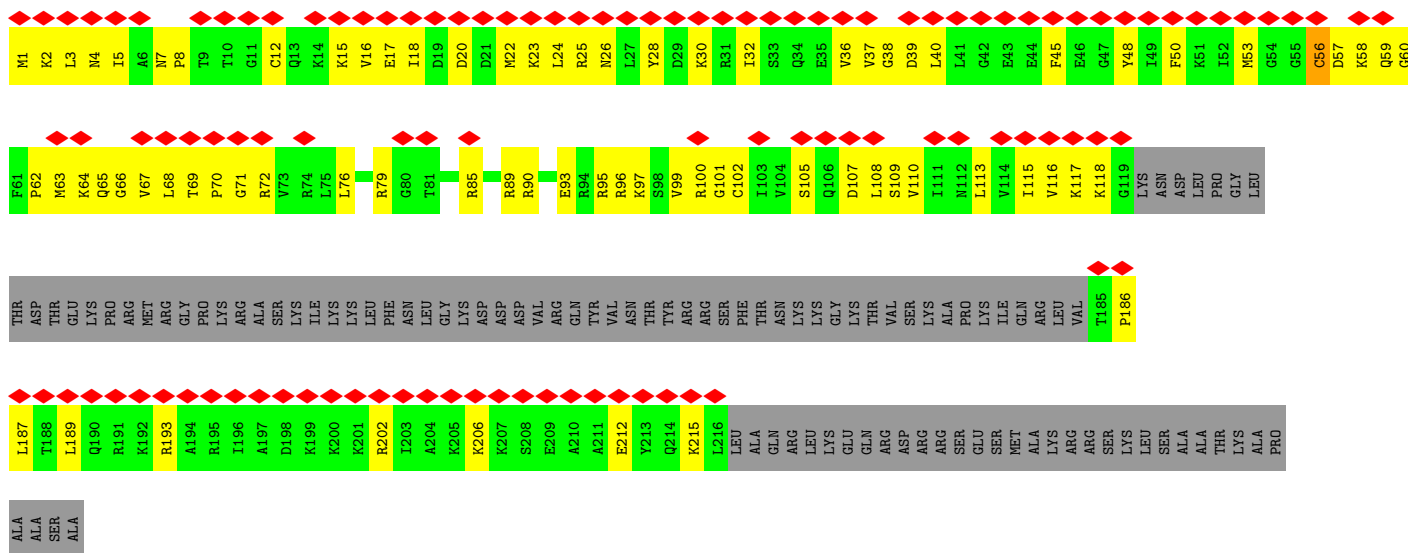 M1 K2 L3 N4 I5 A6 N7 P8 T9 T10 G11 C12 Q13 K14 K15 V16 E17 I18 D19 D20 D21 M22 K23 L24 R25 N26 L27 Y28 D29 K30 R31 I32 S33 Q34 E35 V36 V37 G38 D39 L40 L41 G42 E43 E44 F45 E46 G47 Y48 I49 F50 K51 I52 M53 G54 G55 C56 D57 K58 Q59 G60
F61 P62 M63 K64 Q65 G66 V67 L68 T69 P70 G71 R72 V73 R74 L75 L76 R79 G80 T81 R85 R89 R90 E93 R94 R95 R96 K97 S98 V99 R100 G101 C102 I103 V104 S105 Q106 D107 L108 S109 V110 I111 N112 L113 V114 I115 V116 K117 K118 G119 LYS ASN ASP LEU PRO GLY LEU
THR ASP THR GLU LYS PRO ARG MET ARG GLY PRO LYS ARG ALA SER LYS ILE LYS LYS LEU PHE ASN LEU GLY LYS ASP ASP ASP VAL ARG GLN TYR VAL ASN THR TYR ARG ARG SER PHE THR ASN LYS LYS GLY LYS THR VAL SER LYS ALA PRO LYS ILE GLN ARG LEU VAL T185 P186
L187 T188 L189 Q190 R191 K192 R193 A194 R195 I196 A197 D198 K199 K200 K201 R202 I203 A204 K205 K206 K207 S208 E209 A210 A211 E212 Y213 Q214 K215 L216 LEU ALA GLN ARG LEU LYS GLU GLN ARG ASP ARG ARG SER GLU SER MET ALA LYS ARG ARG SER LYS LEU SER ALA ALA THR LYS ALA PRO
ALA ALA SER ALA